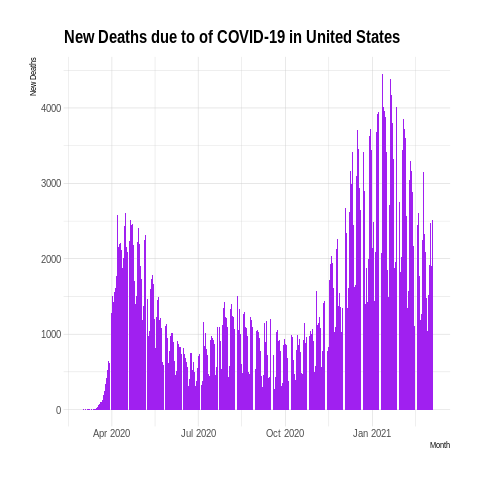 New Deaths due to of COVID-19 in United States
New Deaths
4000
3000
2000
1000
0
Apr 2020 Jul 2020 Oct 2020 Jan 2021
Month